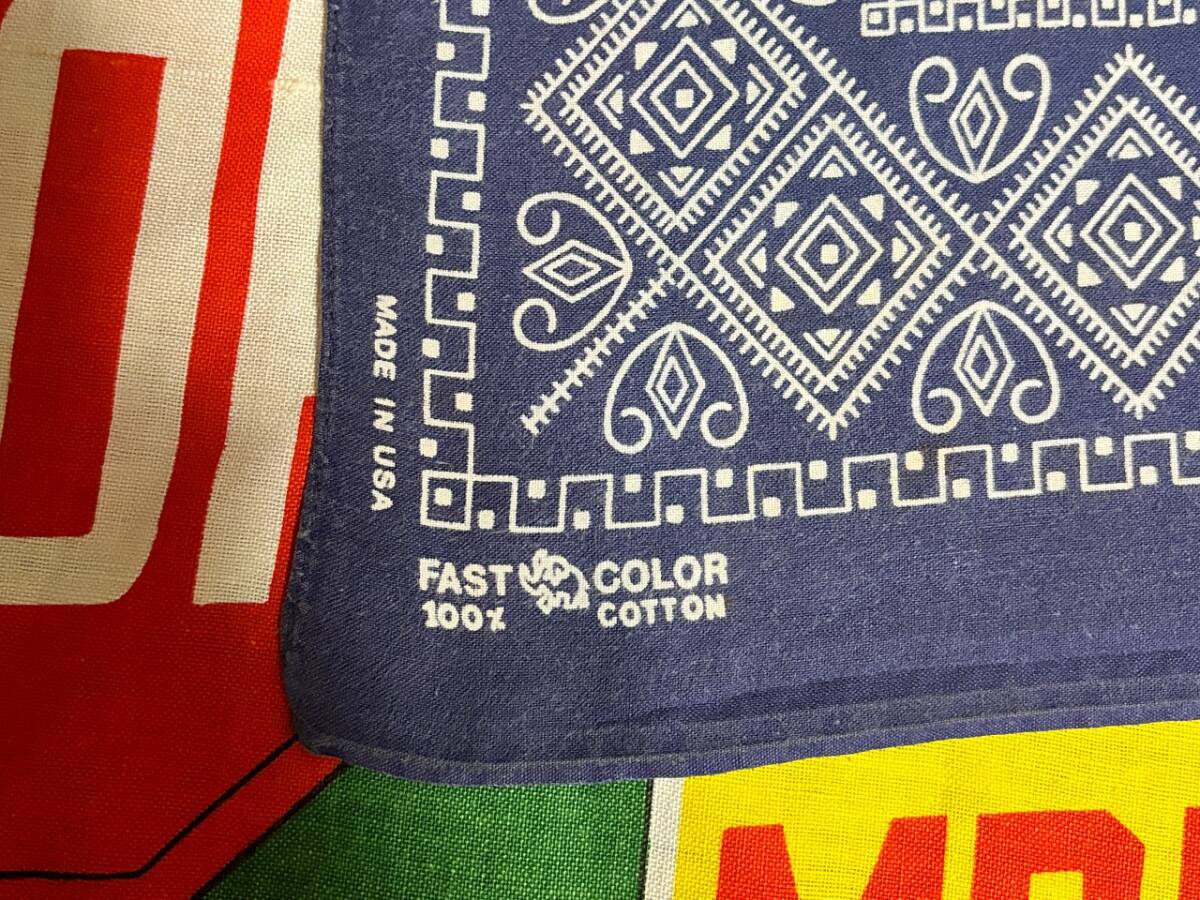 MADE IN USA
FAST COLOR
100% COTTON